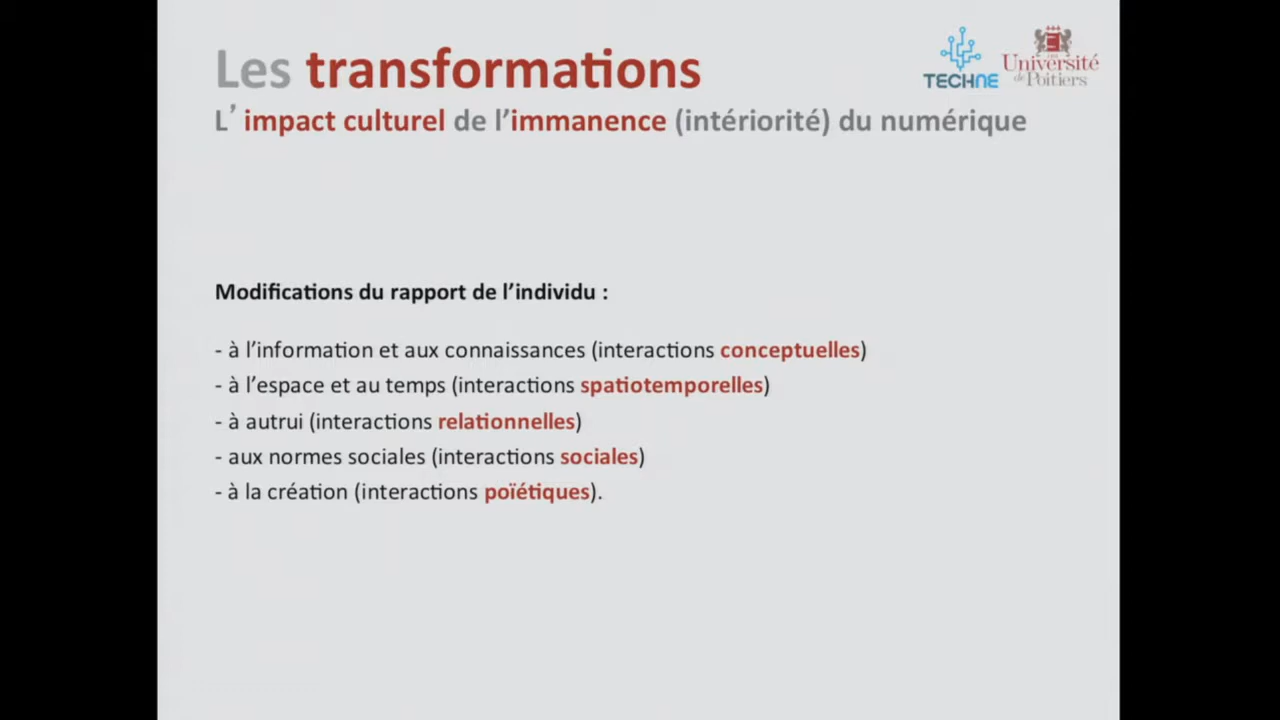 Les transformations
L’ impact culturel de l’immanence (intériorité) du numérique
TECHNE
Université
de Poitiers
Modifications du rapport de l’individu :
- à l’information et aux connaissances (interactions conceptuelles)
- à l’espace et au temps (interactions spatiotemporelles)
- à autrui (interactions relationnelles)
- aux normes sociales (interactions sociales)
- à la création (interactions poïétiques).